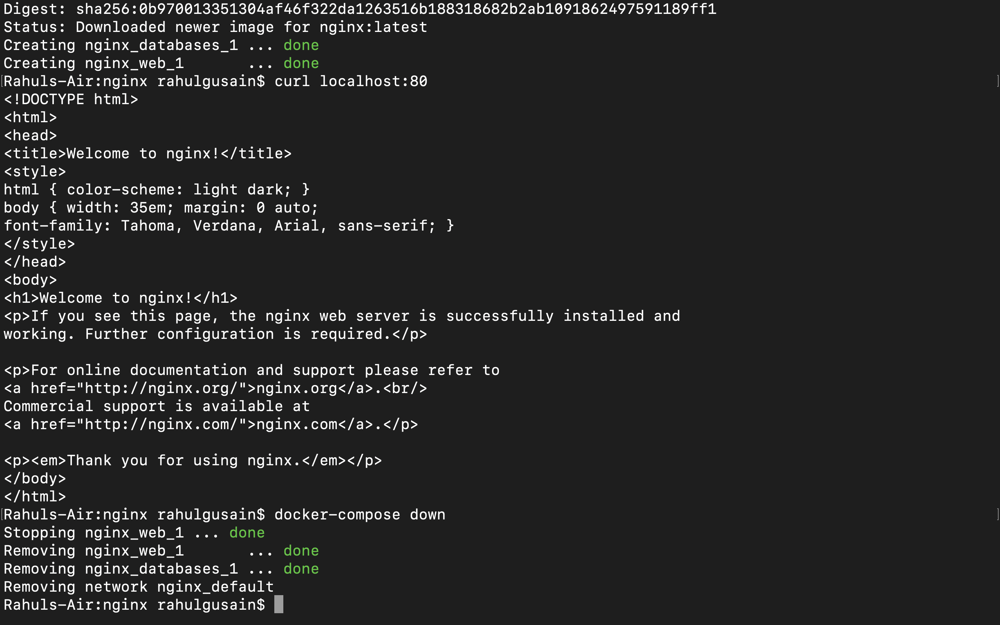 Digest: sha256:0b970013351304af46f322da1263516b188318682b2ab1091862497591189ff1
Status: Downloaded newer image for nginx:latest
Creating nginx_databases_1 ... done
Creating nginx_web_1       ... done
[Rahuls-Air:nginx rahulgusain$ curl localhost:80 ]
<!DOCTYPE html>
<html>
<head>
<title>Welcome to nginx!</title>
<style>
html { color-scheme: light dark; }
body { width: 35em; margin: 0 auto;
font-family: Tahoma, Verdana, Arial, sans-serif; }
</style>
</head>
<body>
<h1>Welcome to nginx!</h1>
<p>If you see this page, the nginx web server is successfully installed and
working. Further configuration is required.</p>

<p>For online documentation and support please refer to
<a href="http://nginx.org/">nginx.org</a>.<br/>
Commercial support is available at
<a href="http://nginx.com/">nginx.com</a>.</p>

<p><em>Thank you for using nginx.</em></p>
</body>
</html>
[Rahuls-Air:nginx rahulgusain$ docker-compose down ]
Stopping nginx_web_1 ... done
Removing nginx_web_1       ... done
Removing nginx_databases_1 ... done
Removing network nginx_default
Rahuls-Air:nginx rahulgusain$